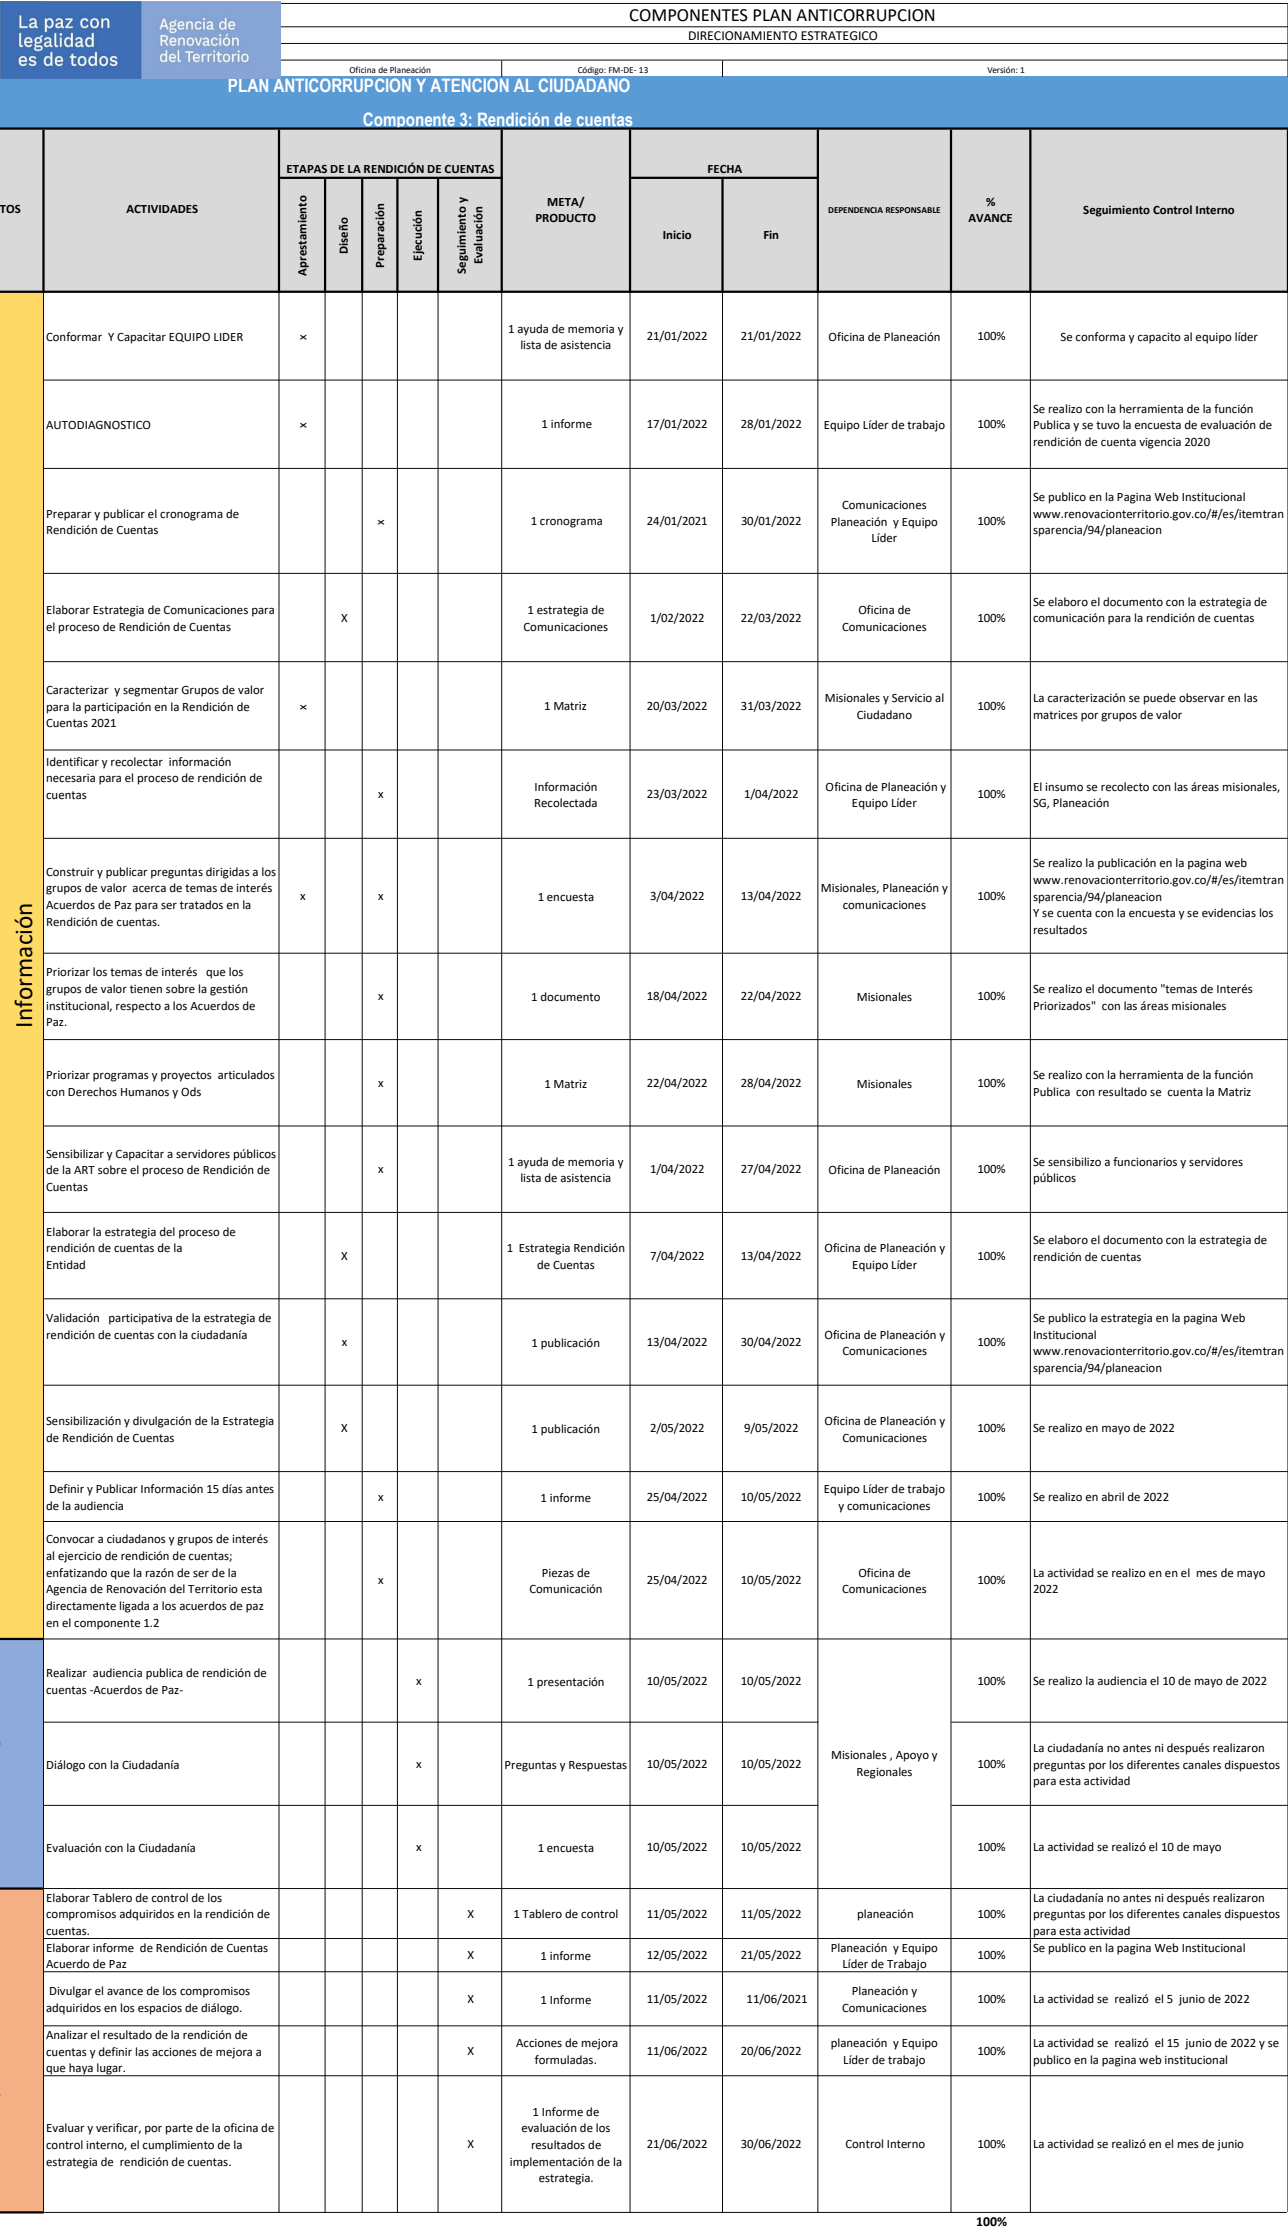 La paz con
legalidad
es de todos
Agencia de
Renovación
del Territorio
COMPONENTES PLAN ANTICORRUPCION
DIRECIONAMIENTO ESTRATEGICO
Oficina de Planeación
Código: FM-DE- 13
Versión: 1
PLAN ANTICORRUPCION Y ATENCION AL CIUDADANO
Componente 3: Rendición de cuentas
TOS
ACTIVIDADES
ETAPAS DE LA RENDICIÓN DE CUENTAS
Aprestamiento
Diseño
Preparación
Ejecución
Seguimiento y
Evaluación
META/
PRODUCTO
FECHA
Inicio
Fin
DEPENDENCIA RESPONSABLE
%
AVANCE
Seguimiento Control Interno
Información
Conformar Y Capacitar EQUIPO LIDER
x
1 ayuda de memoria y
lista de asistencia
21/01/2022
21/01/2022
Oficina de Planeación
100%
Se conforma y capacito al equipo líder
AUTODIAGNOSTICO
x
1 informe
17/01/2022
28/01/2022
Equipo Líder de trabajo
100%
Se realizo con la herramienta de la función
Publica y se tuvo la encuesta de evaluación de
rendición de cuenta vigencia 2020
Preparar y publicar el cronograma de
Rendición de Cuentas
x
1 cronograma
24/01/2021
30/01/2022
Comunicaciones
Planeación y Equipo
Líder
100%
Se publico en la Pagina Web Institucional
www.renovacionterritorio.gov.co/#/es/itemtran
sparencia/94/planeacion
Elaborar Estrategia de Comunicaciones para
el proceso de Rendición de Cuentas
X
1 estrategia de
Comunicaciones
1/02/2022
22/03/2022
Oficina de
Comunicaciones
100%
Se elaboro el documento con la estrategia de
comunicación para la rendición de cuentas
Caracterizar y segmentar Grupos de valor
para la participación en la Rendición de
Cuentas 2021
x
1 Matriz
20/03/2022
31/03/2022
Misionales y Servicio al
Ciudadano
100%
La caracterización se puede observar en las
matrices por grupos de valor
Identificar y recolectar información
necesaria para el proceso de rendición de
cuentas
x
Información
Recolectada
23/03/2022
1/04/2022
Oficina de Planeación y
Equipo Líder
100%
El insumo se recolecto con las áreas misionales,
SG, Planeación
Construir y publicar preguntas dirigidas a los
grupos de valor acerca de temas de interés
Acuerdos de Paz para ser tratados en la
Rendición de cuentas.
x
x
1 encuesta
3/04/2022
13/04/2022
Misionales, Planeación y
comunicaciones
100%
Se realizo la publicación en la pagina web
www.renovacionterritorio.gov.co/#/es/itemtran
sparencia/94/planeacion
Y se cuenta con la encuesta y se evidencias los
resultados
Priorizar los temas de interés que los
grupos de valor tienen sobre la gestión
institucional, respecto a los Acuerdos de
Paz.
x
1 documento
18/04/2022
22/04/2022
Misionales
100%
Se realizo el documento "temas de Interés
Priorizados" con las áreas misionales
Priorizar programas y proyectos articulados
con Derechos Humanos y Ods
x
1 Matriz
22/04/2022
28/04/2022
Misionales
100%
Se realizo con la herramienta de la función
Publica con resultado se cuenta la Matriz
Sensibilizar y Capacitar a servidores públicos
de la ART sobre el proceso de Rendición de
Cuentas
x
1 ayuda de memoria y
lista de asistencia
1/04/2022
27/04/2022
Oficina de Planeación
100%
Se sensibilizo a funcionarios y servidores
públicos
Elaborar la estrategia del proceso de
rendición de cuentas de la
Entidad
X
1 Estrategia Rendición
de Cuentas
7/04/2022
13/04/2022
Oficina de Planeación y
Equipo Líder
100%
Se elaboro el documento con la estrategia de
rendición de cuentas
Validación participativa de la estrategia de
rendición de cuentas con la ciudadanía
x
1 publicación
13/04/2022
30/04/2022
Oficina de Planeación y
Comunicaciones
100%
Se publico la estrategia en la pagina Web
Institucional
www.renovacionterritorio.gov.co/#/es/itemtran
sparencia/94/planeacion
Sensibilización y divulgación de la Estrategia
de Rendición de Cuentas
X
1 publicación
2/05/2022
9/05/2022
Oficina de Planeación y
Comunicaciones
100%
Se realizo en mayo de 2022
Definir y Publicar Información 15 días antes
de la audiencia
x
1 informe
25/04/2022
10/05/2022
Equipo Líder de trabajo
y comunicaciones
100%
Se realizo en abril de 2022
Convocar a ciudadanos y grupos de interés
al ejercicio de rendición de cuentas;
enfatizando que la razón de ser de la
Agencia de Renovación del Territorio esta
directamente ligada a los acuerdos de paz
en el componente 1.2
x
Piezas de
Comunicación
25/04/2022
10/05/2022
Oficina de
Comunicaciones
100%
La actividad se realizo en en el mes de mayo
2022
Realizar audiencia publica de rendición de
cuentas -Acuerdos de Paz-
x
1 presentación
10/05/2022
10/05/2022
100%
Se realizo la audiencia el 10 de mayo de 2022
Diálogo con la Ciudadanía
x
Preguntas y Respuestas
10/05/2022
10/05/2022
Misionales , Apoyo y
Regionales
100%
La ciudadanía no antes ni después realizaron
preguntas por los diferentes canales dispuestos
para esta actividad
Evaluación con la Ciudadanía
x
1 encuesta
10/05/2022
10/05/2022
100%
La actividad se realizó el 10 de mayo
Elaborar Tablero de control de los
compromisos adquiridos en la rendición de
cuentas.
X
1 Tablero de control
11/05/2022
11/05/2022
planeación
100%
La ciudadanía no antes ni después realizaron
preguntas por los diferentes canales dispuestos
para esta actividad
Elaborar informe de Rendición de Cuentas
Acuerdo de Paz
X
1 informe
12/05/2022
21/05/2022
Planeación y Equipo
Líder de Trabajo
100%
Se publico en la pagina Web Institucional
Divulgar el avance de los compromisos
adquiridos en los espacios de diálogo.
X
1 Informe
11/05/2022
11/06/2021
Planeación y
Comunicaciones
100%
La actividad se realizó el 5 junio de 2022
Analizar el resultado de la rendición de
cuentas y definir las acciones de mejora a
que haya lugar.
X
Acciones de mejora
formuladas.
11/06/2022
20/06/2022
planeación y Equipo
Líder de trabajo
100%
La actividad se realizó el 15 junio de 2022 y se
publico en la pagina web institucional
Evaluar y verificar, por parte de la oficina de
control interno, el cumplimiento de la
estrategia de rendición de cuentas.
X
1 Informe de
evaluación de los
resultados de
implementación de la
estrategia.
21/06/2022
30/06/2022
Control Interno
100%
La actividad se realizó en el mes de junio
100%